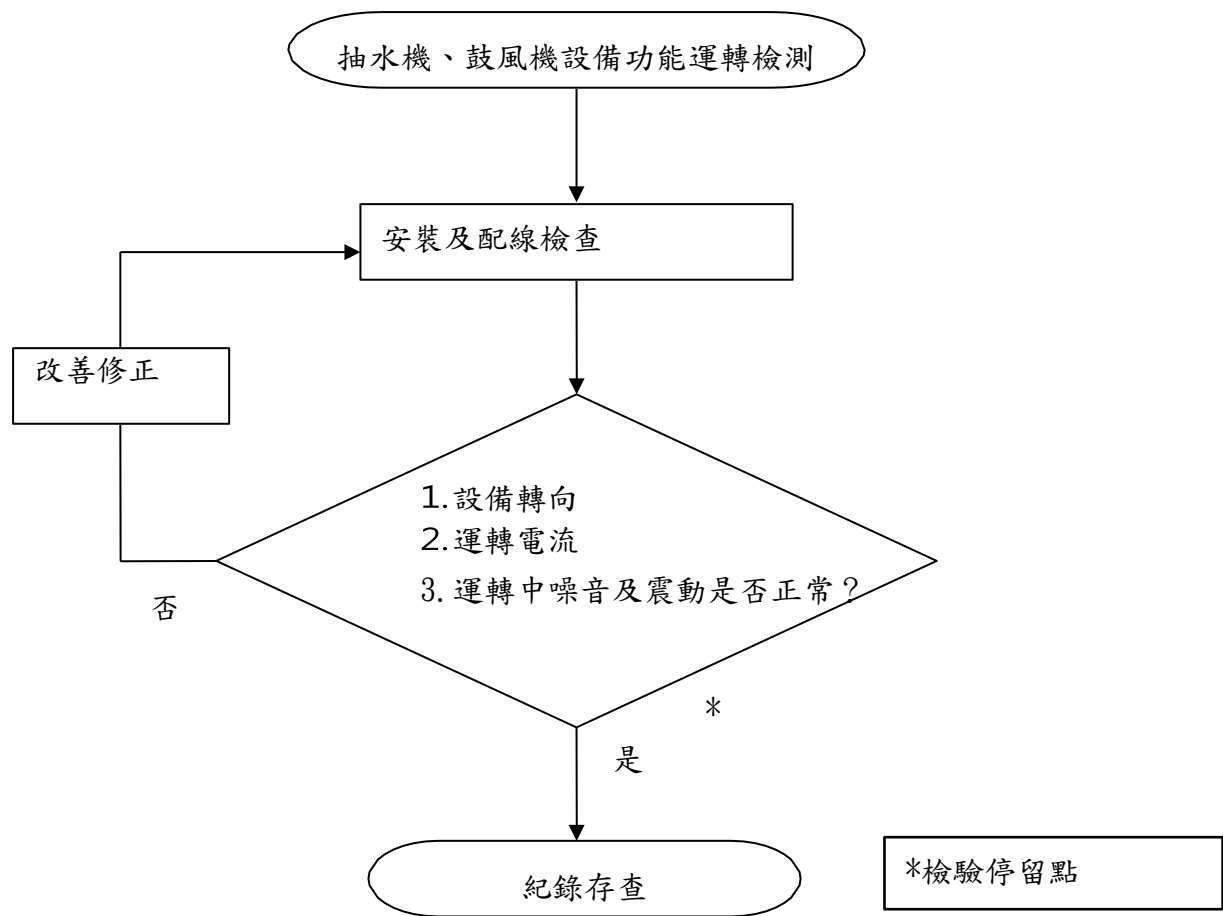 抽水機、鼓風機設備功能運轉檢測
安裝及配線檢查
改善修正
1.設備轉向
2.運轉電流
3.運轉中噪音及震動是否正常？
否
*
是
紀錄存查
*檢驗停留點